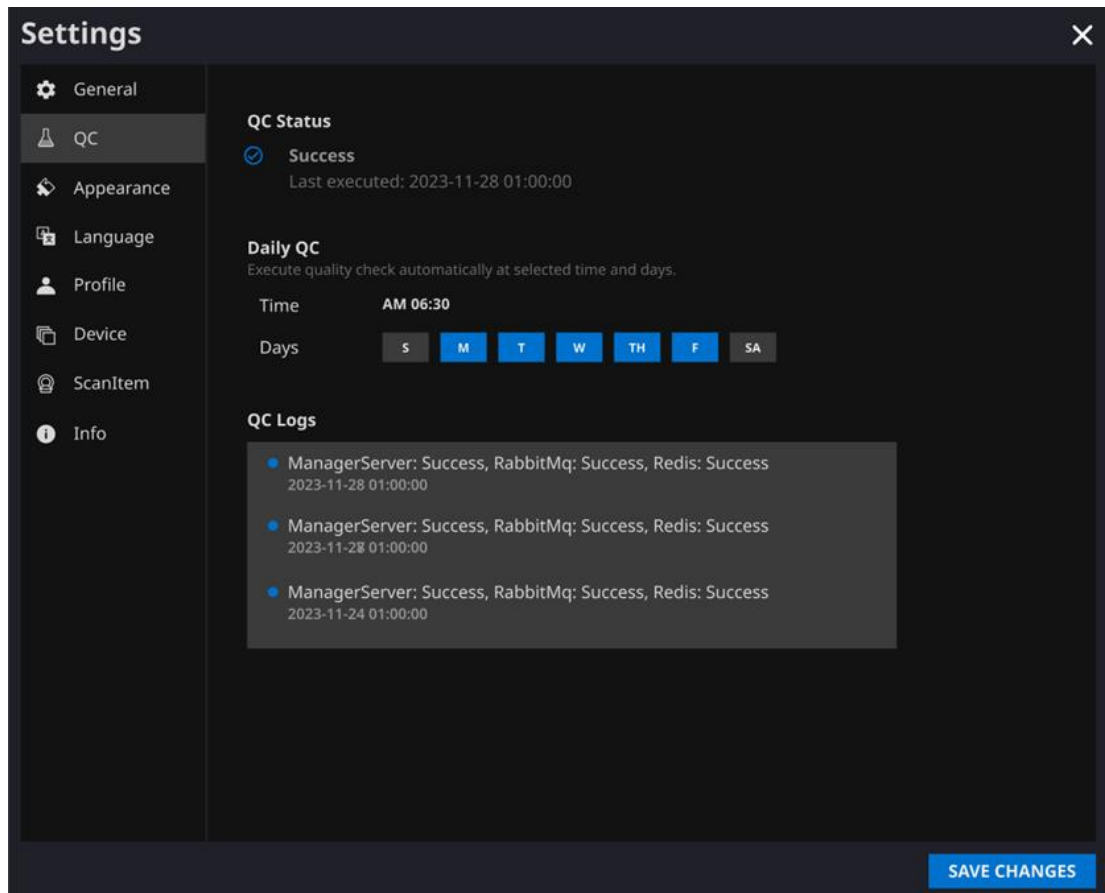 Settings
General
QC
Appearance
Language
Profile
Device
ScanItem
Info
QC Status
Success
Last executed: 2023-11-28 01:00:00
Daily QC
Execute quality check automatically at selected time and days.
Time AM 06:30
Days S M T W TH F SA
QC Logs
ManagerServer: Success, RabbitMq: Success, Redis: Success
2023-11-28 01:00:00
ManagerServer: Success, RabbitMq: Success, Redis: Success
01:00:00
ManagerServer: Success, RabbitMq: Success, Redis: Success
2023-11-24 01:00:00
SAVE CHANGES